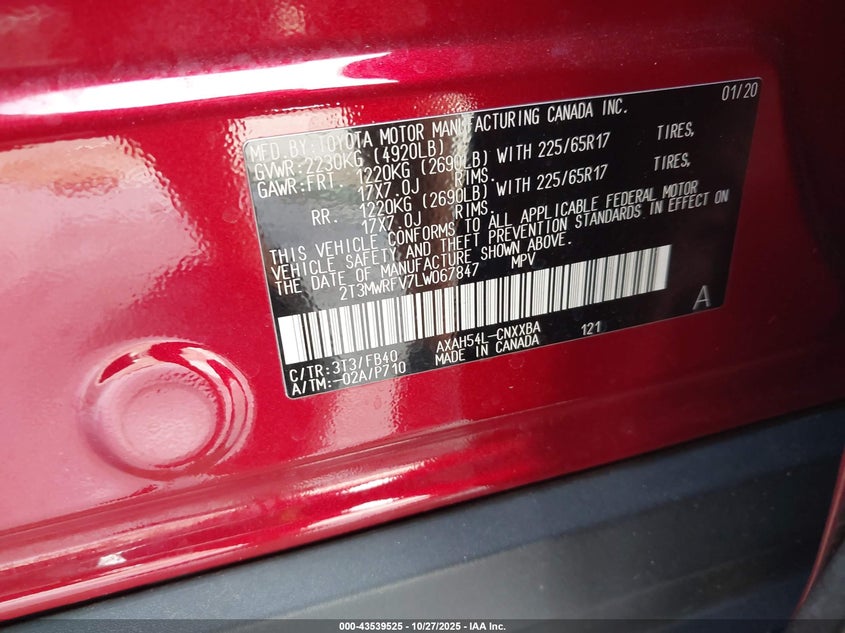 01/20
MFD.BY:TOYOTA MOTOR MANUFACTURING CANADA INC.
GVWR:2230KG (4920LB)
GAWR:FRT. 1220KG (2690LB) WITH 225/65R17 TIRES,
17X7.0J RIMS.
RR. 1220KG (2690LB) WITH 225/65R17 TIRES,
17X7.0J RIMS.
THIS VEHICLE CONFORMS TO ALL APPLICABLE FEDERAL MOTOR
VEHICLE SAFETY AND THEFT PREVENTION STANDARDS IN EFFECT ON
THE DATE OF MANUFACTURE SHOWN ABOVE.
2T3MWRFV7LW067847 MPV
A
AXAH54L-CNXXBA 121
C/TR:3T3/FB40 MADE IN CANADA
A/TM:-02A/P710
000-43539525 | 10/27/2025 | IAA Inc.